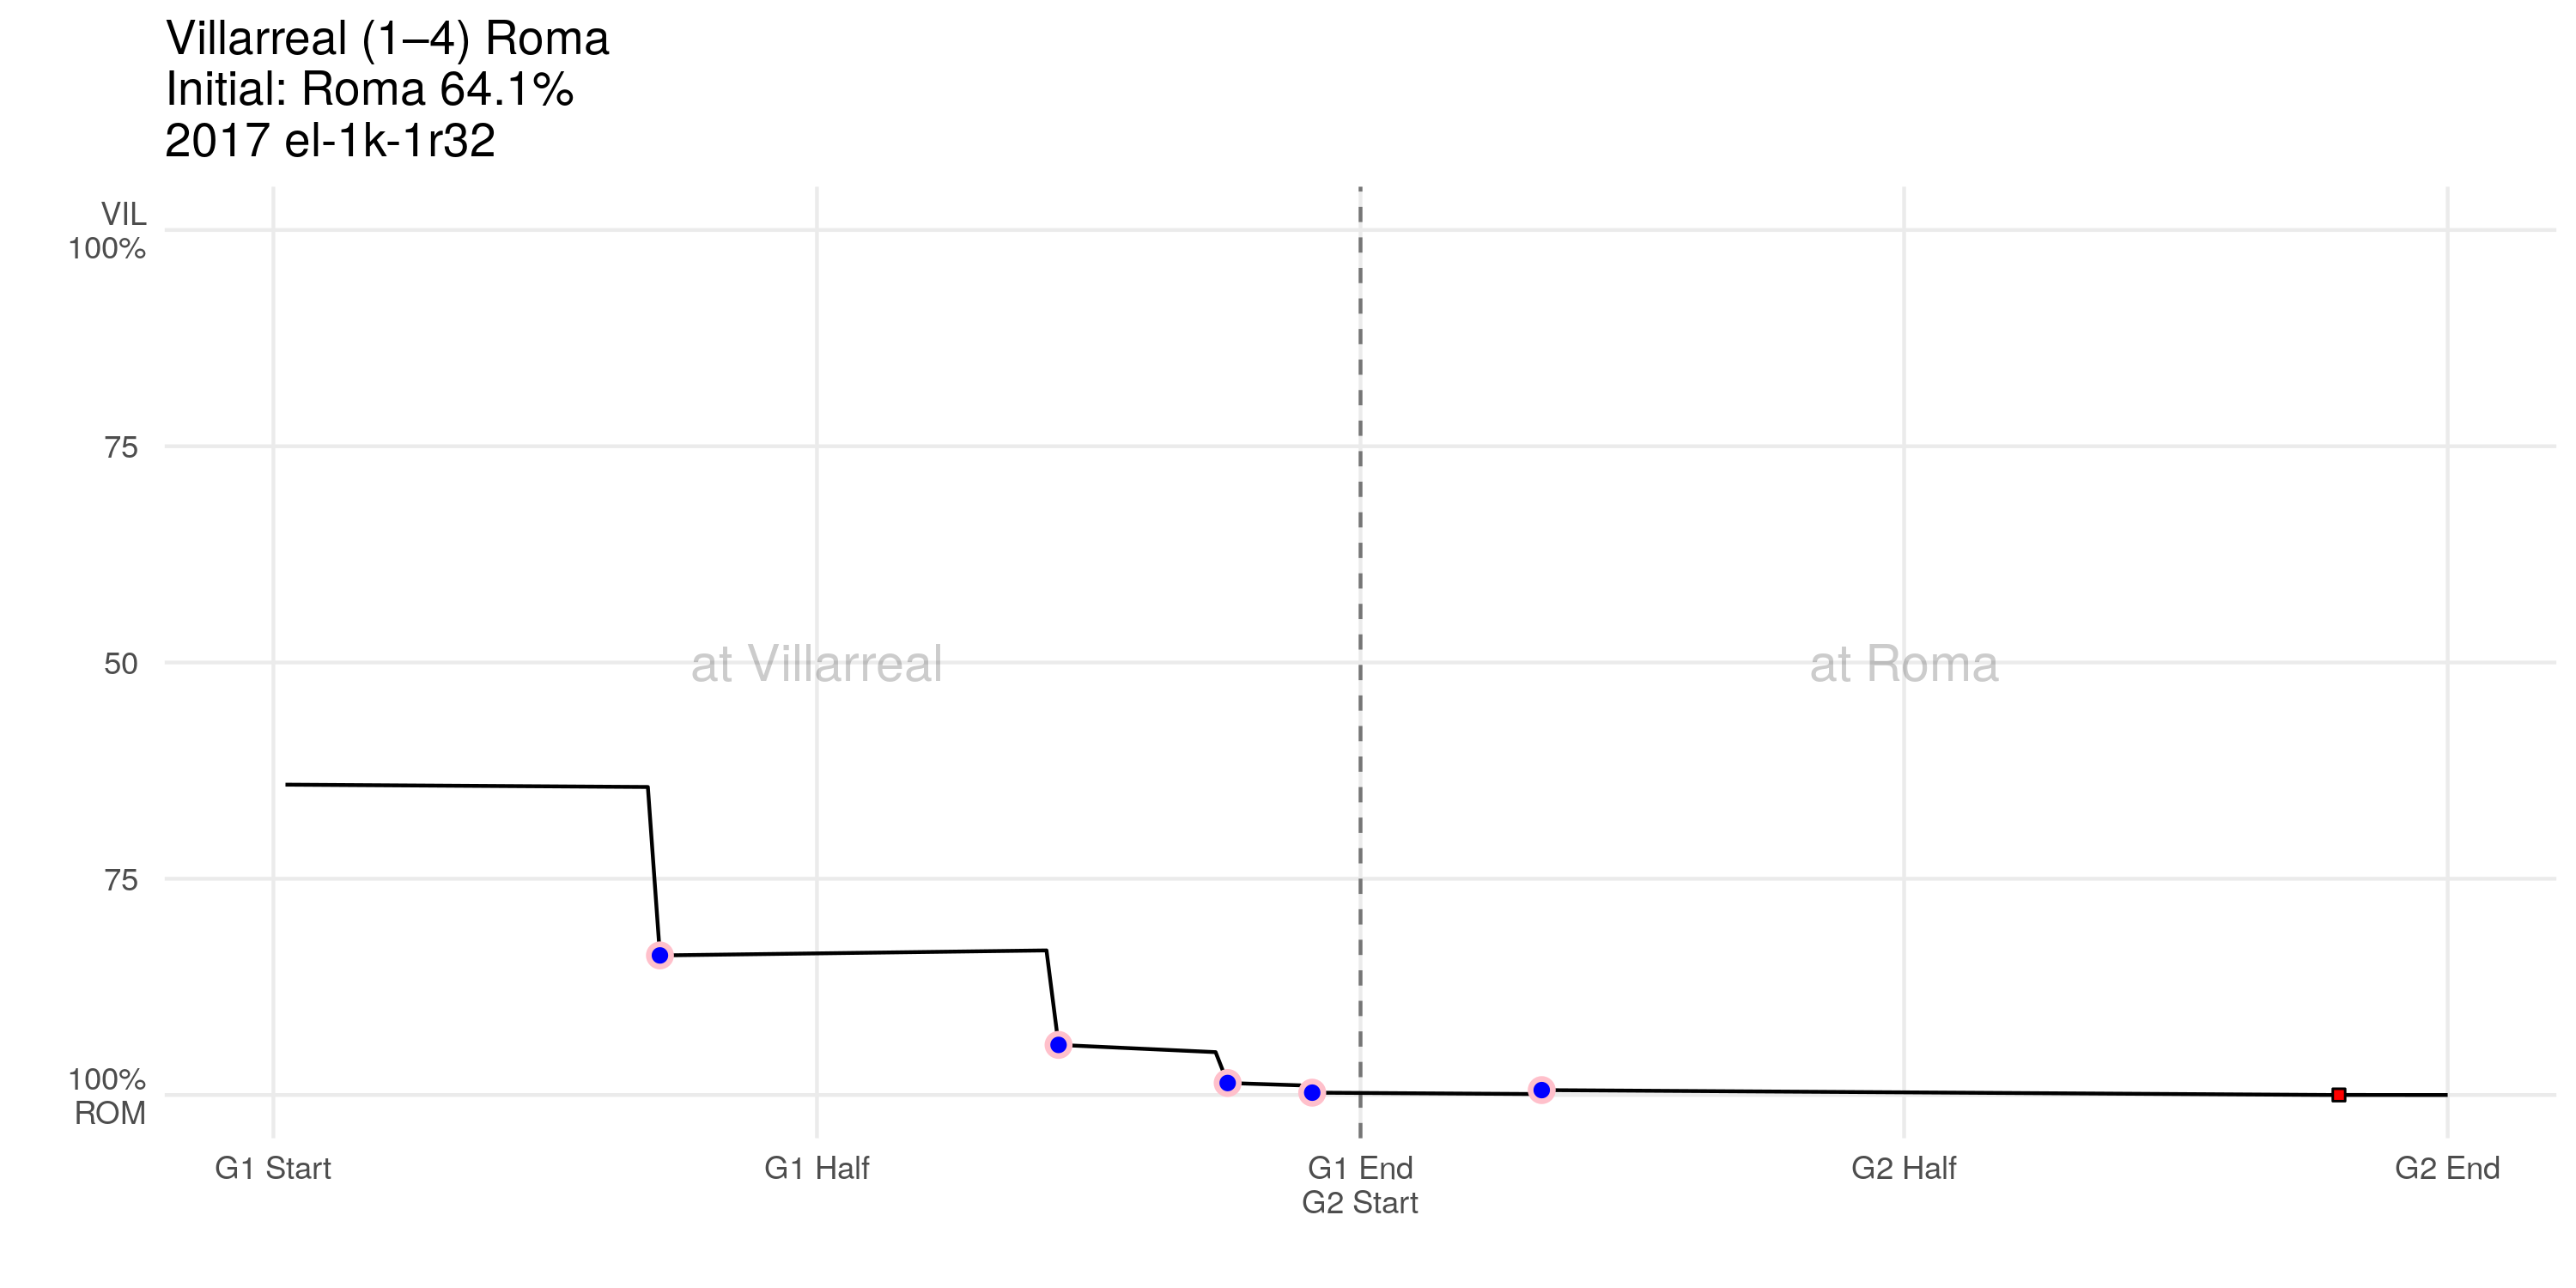 Villarreal (1–4) Roma
Initial: Roma 64.1%
2017 el-1k-1r32
VIL
100%
75
50
75
100%
ROM
at Villarreal
at Roma
G1 Start
G1 Half
G1 End
G2 Start
G2 Half
G2 End